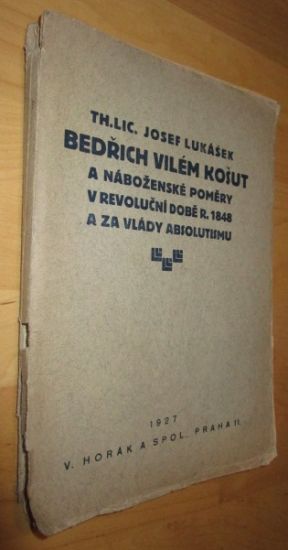 TH.LIC. JOSEF LUKÁŠEK
BEDŘICH VILÉM KOŠUT
A NÁBOŽENSKÉ POMĚRY
V REVOLUČNÍ DOBĚ R. 1848
A ZA VLÁDY ABSOLUTISMU
1927
V. HORÁK A SPOL., PRAHA II.